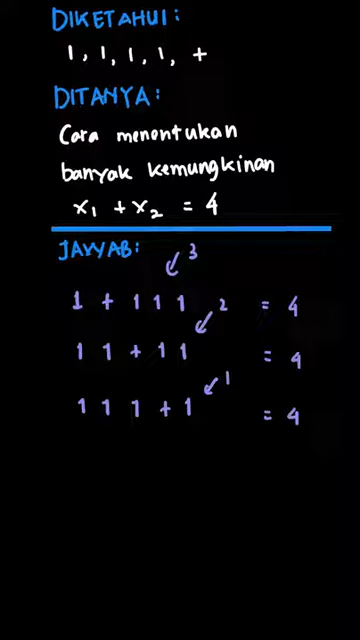 DIKETAHUI:
1, 1, 1, 1, +
DITANYA:
Cara menentukan
banyak kemungkinan
x₁ + x₂ = 4
JAWAB:
3
1 + 1 1 1 = 4
2
1 1 + 1 1 = 4
1
1 1 1 + 1 = 4